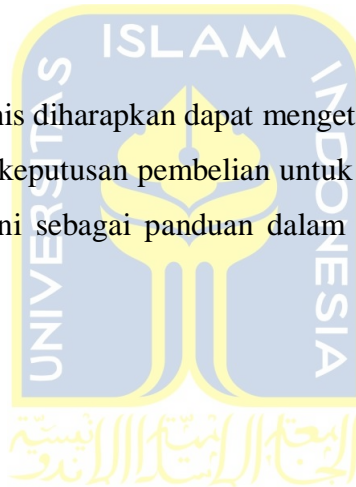 ISLAM
UNIVERSITAS
INDONESIA
nis diharapkan dapat menget
keputusan pembelian untuk
ni sebagai panduan dalam